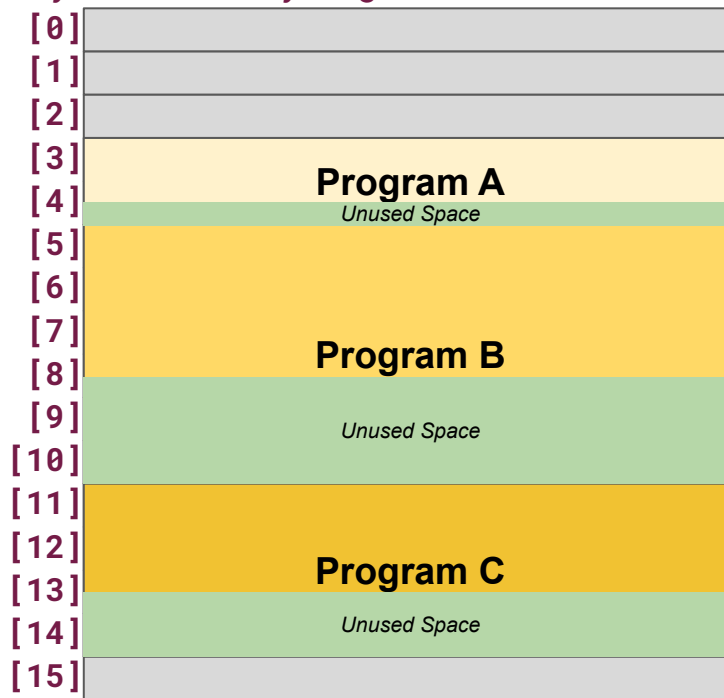 [0]
[1]
[2]
[3]
Program A
[4]
Unused Space
[5]
[6]
[7]
Program B
[8]
[9]
Unused Space
[10]
[11]
[12]
Program C
[13]
[14]
Unused Space
[15]